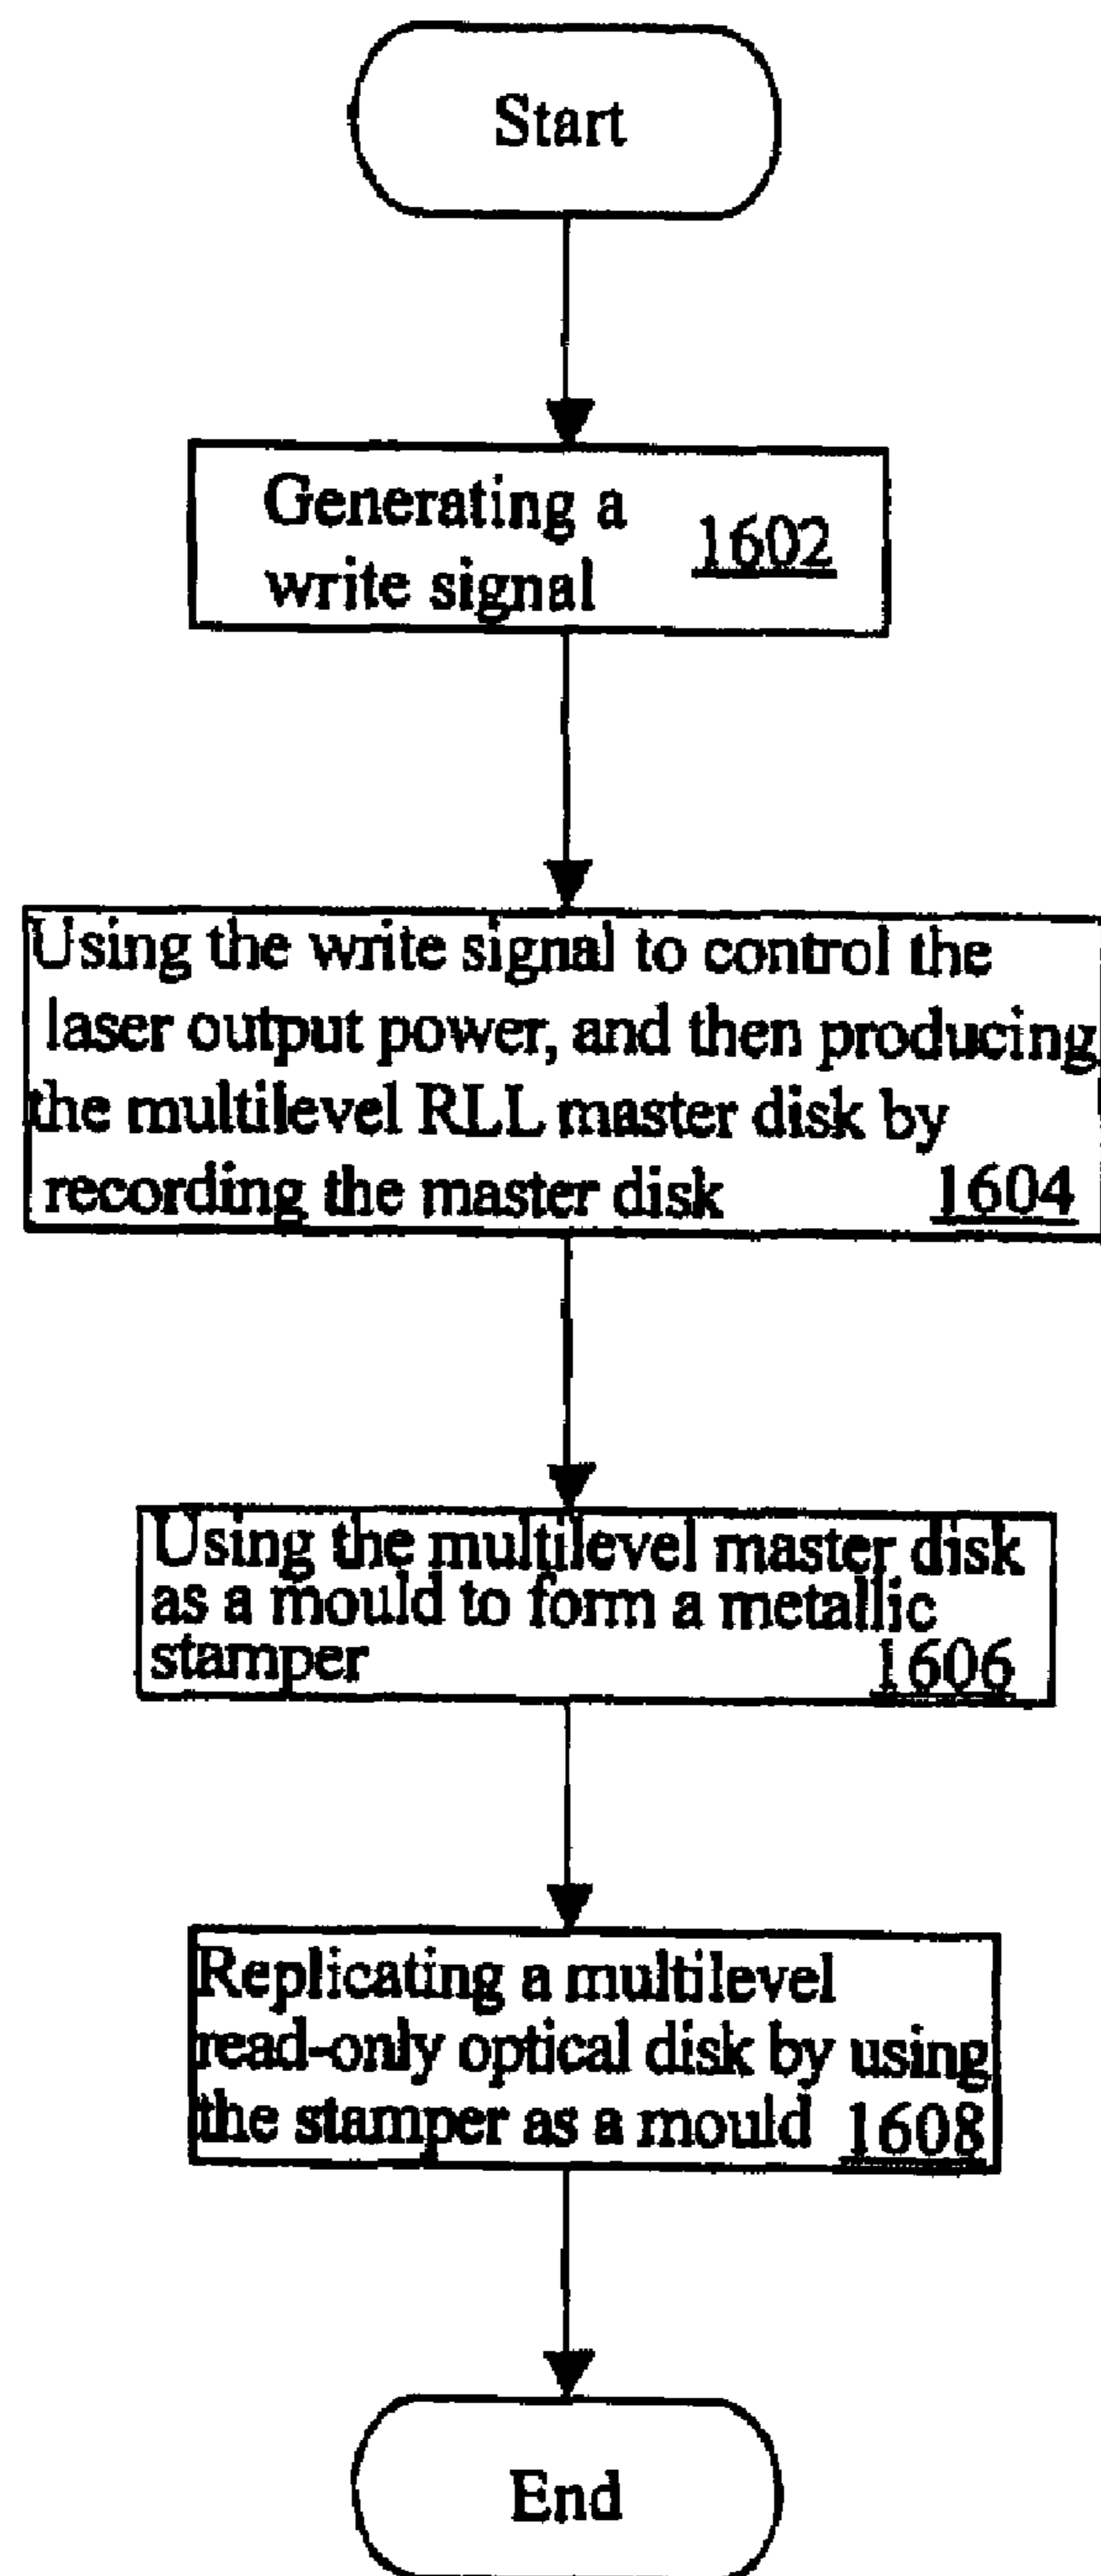 Start
Generating a
write signal 1602
Using the write signal to control the
laser output power, and then producing
the multilevel RLL master disk by
recording the master disk 1604
Using the multilevel master disk
as a mould to form a metallic
stamper 1606
Replicating a multilevel
read-only optical disk by using
the stamper as a mould 1608
End